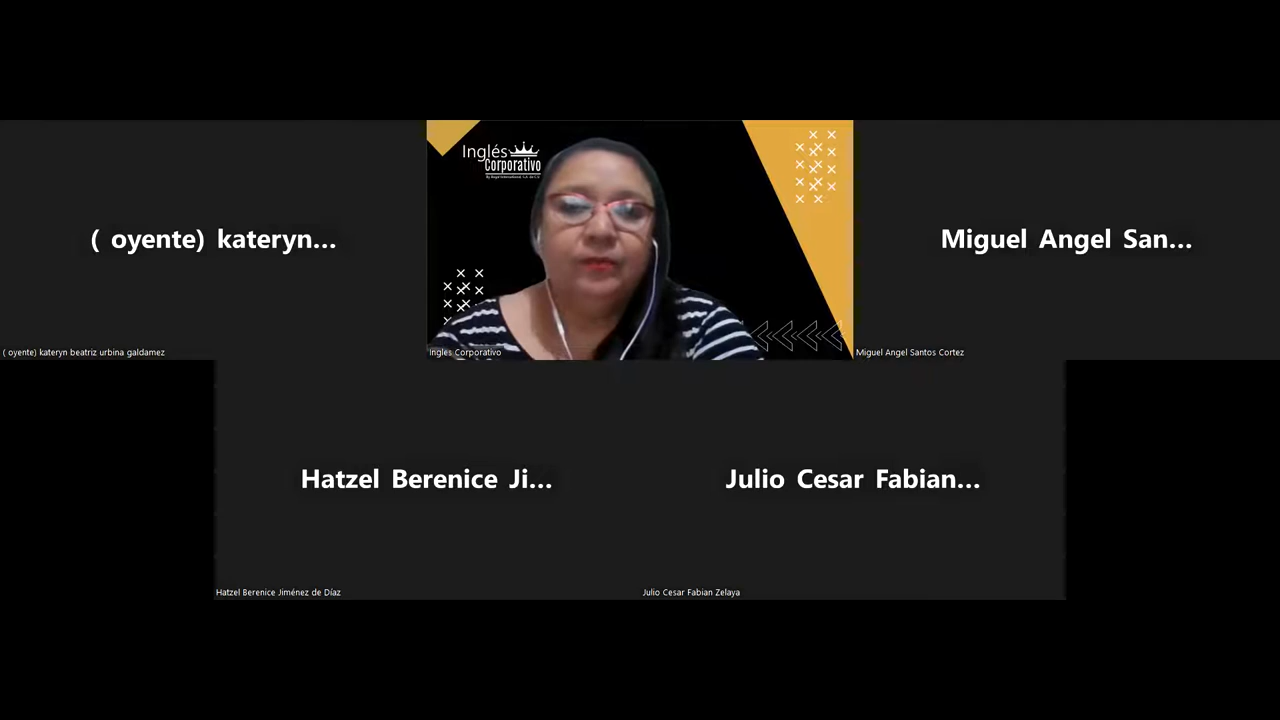 ( oyente) kateryn...
( oyente) kateryn beatriz urbina galdamez
Inglés
Corporativo
Ingles Corporativo
Miguel Angel San...
Miguel Angel Santos Cortez
Hatzel Berenice Ji...
Hatzel Berenice Jiménez de Díaz
Julio Cesar Fabian...
Julio Cesar Fabian Zelaya